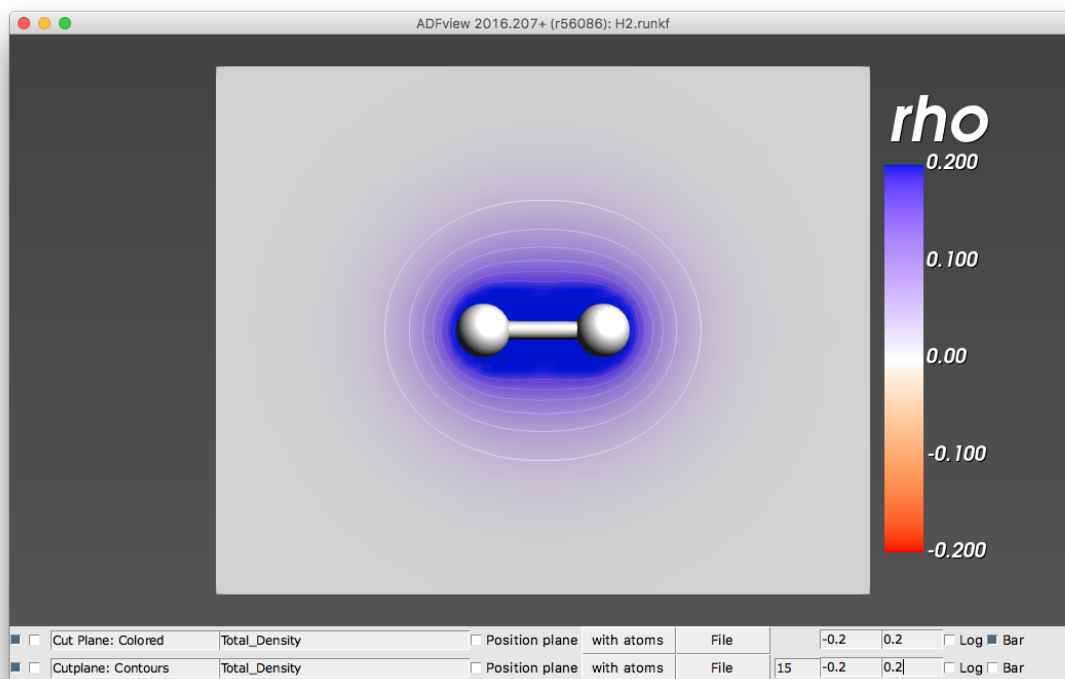 ADFview 2016.207+ (r56086): H2.runkf
rho
0.200
0.100
0.00
-0.100
-0.200
Cut Plane: Colored Total_Density Position plane with atoms File -0.2 0.2 Log Bar
Cutplane: Contours Total_Density Position plane with atoms File 15 -0.2 0.2 Log Bar